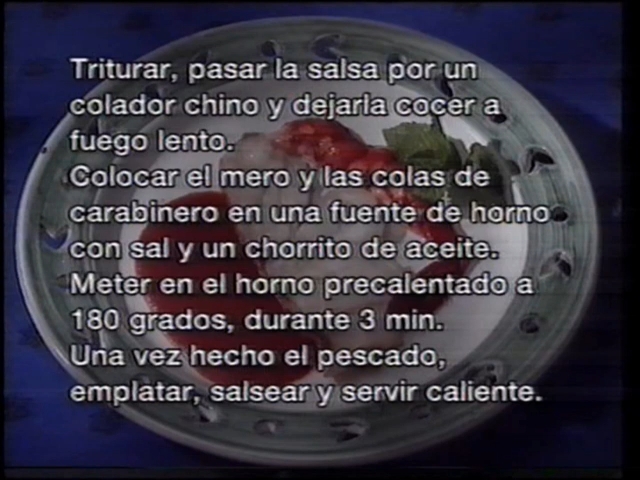 Triturar, pasar la salsa por un
colador chino y dejarla cocer a
fuego lento.
Colocar el mero y las colas de
carabinero en una fuente de horno
con sal y un chorrito de aceite.
Meter en el horno precalentado a
180 grados, durante 3 min.
Una vez hecho el pescado,
emplatar, salsear y servir caliente.